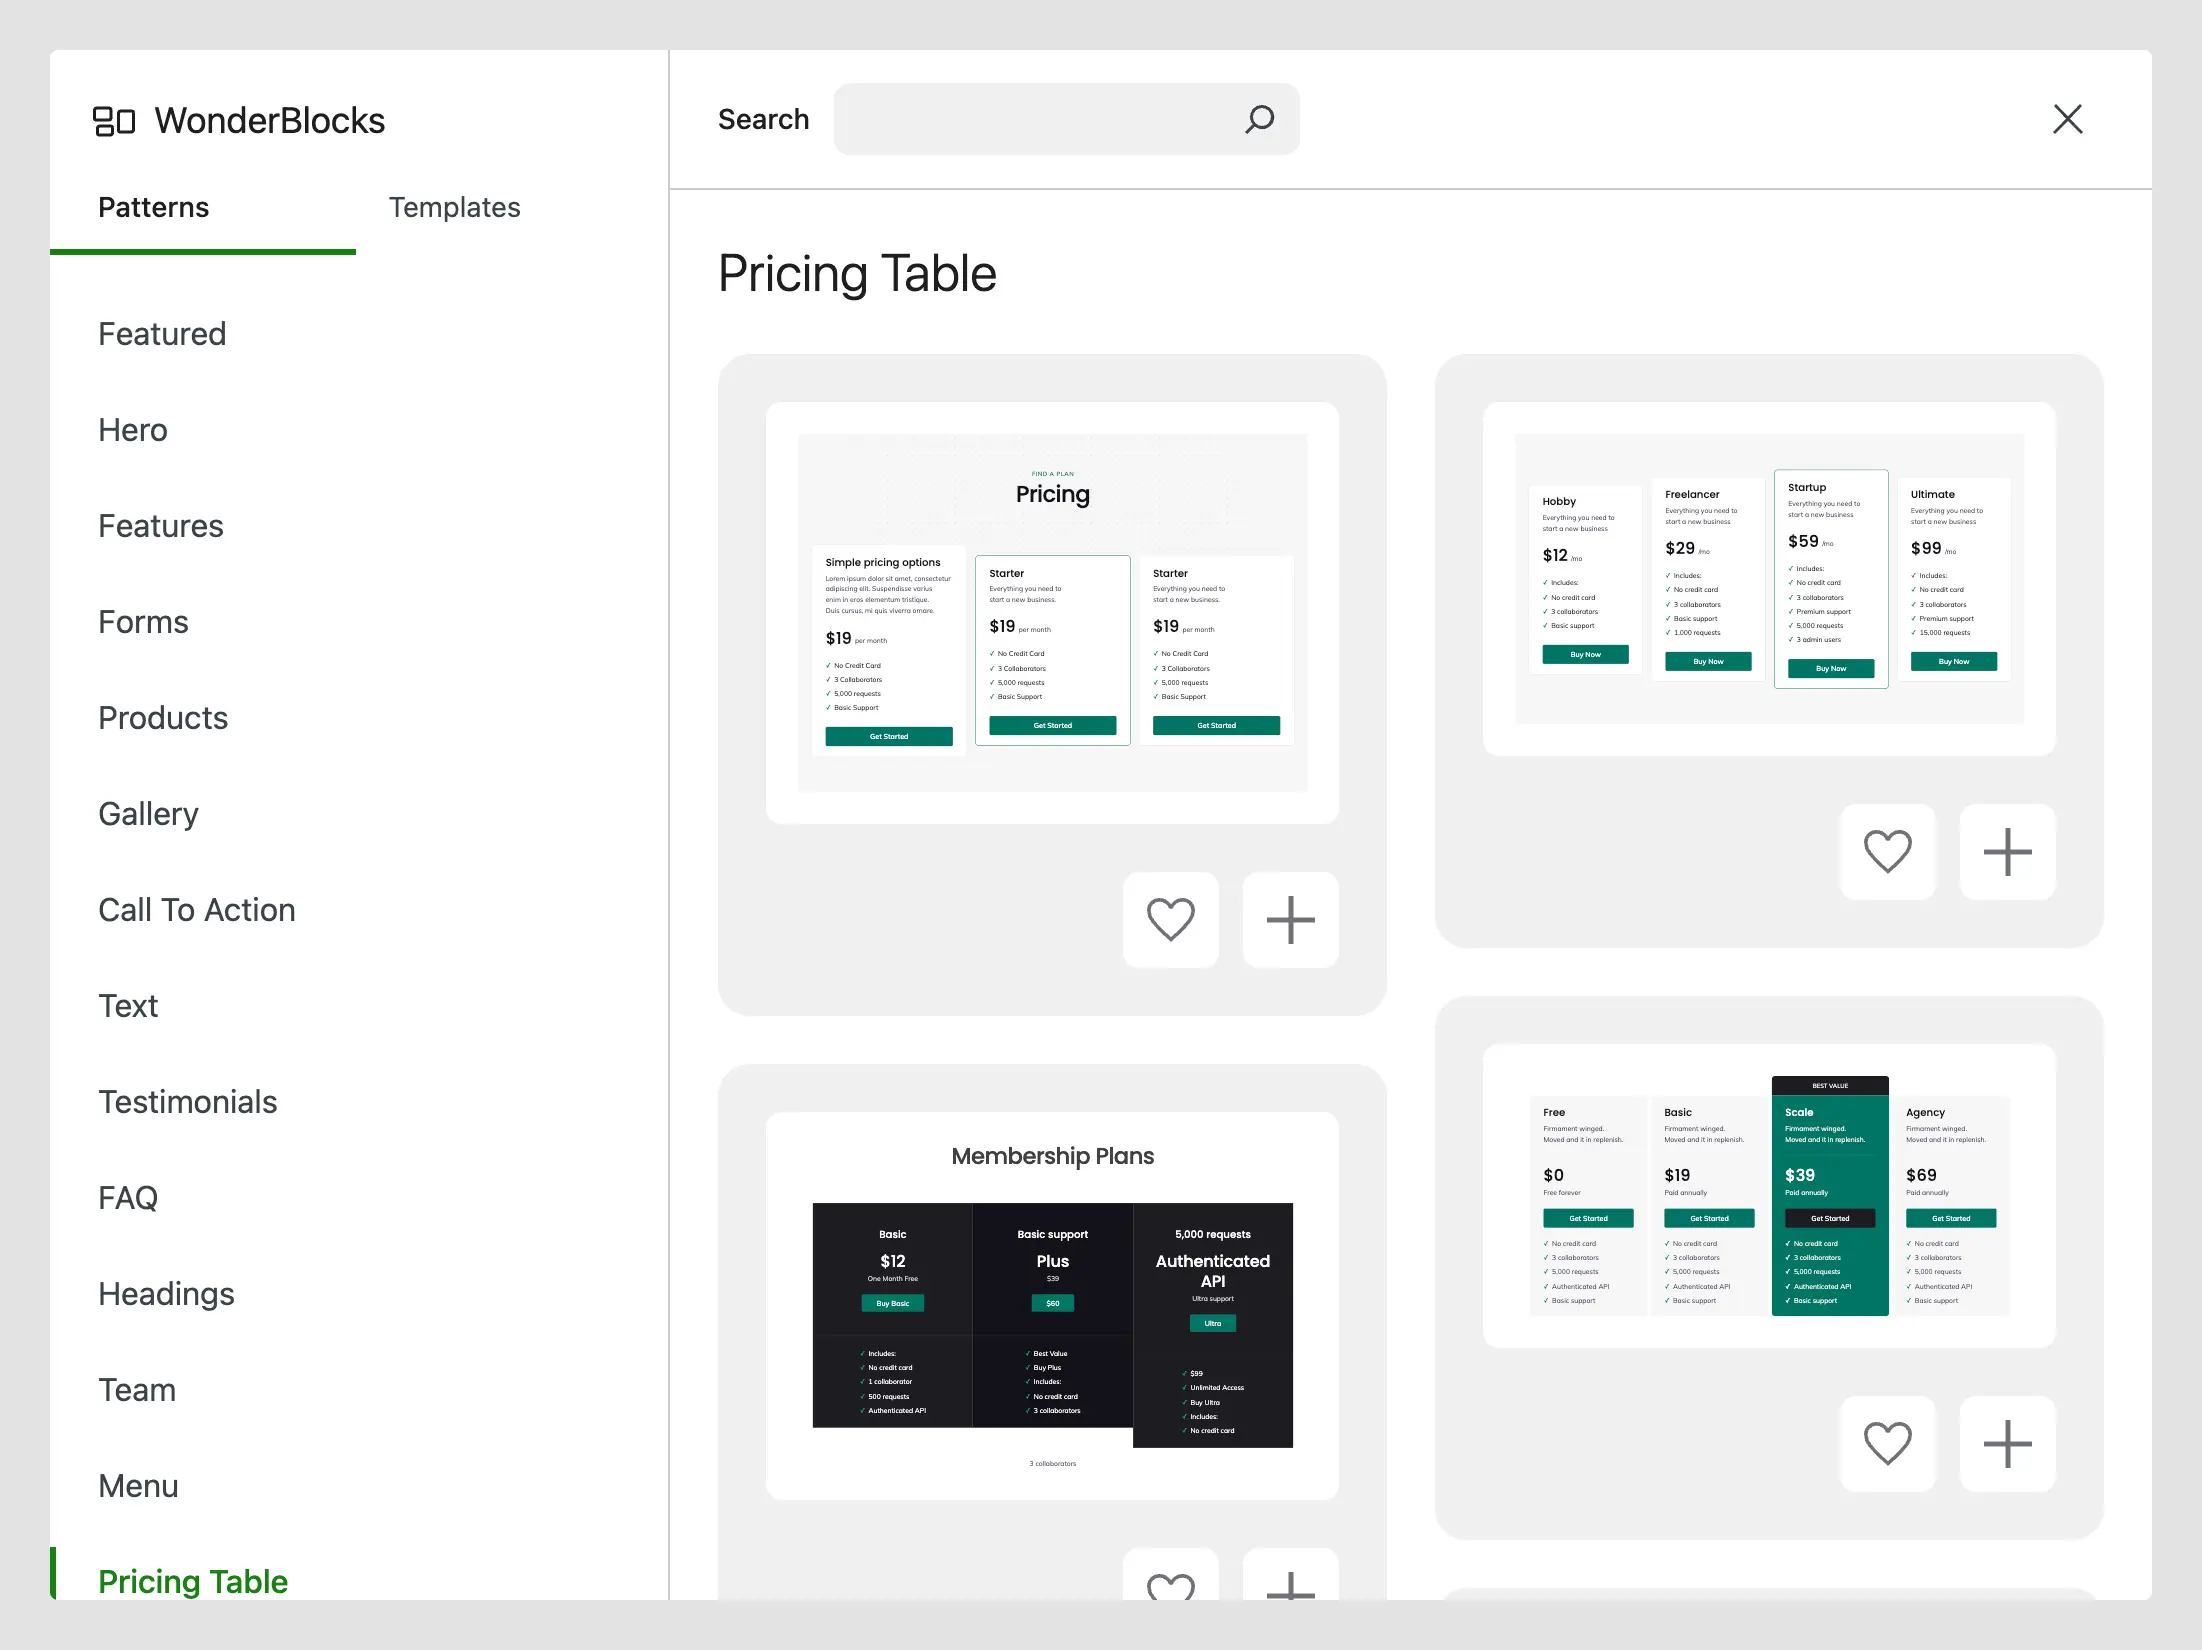 WonderBlocks
Patterns
Templates
Featured
Hero
Features
Forms
Products
Gallery
Call To Action
Text
Testimonials
FAQ
Headings
Team
Menu
Pricing Table
Search
Pricing Table
FIND A PLAN
Pricing
Simple pricing options
Lorem ipsum dolor sit amet, consectetur
adipiscing elit. Suspendisse varius
enim in eros elementum tristique.
Duis cursus, mi quis viverra ornare.
$19 per month
✓ No Credit Card
✓ 3 Collaborators
✓ 5,000 requests
✓ Basic Support
Get Started
Starter
Everything you need to
start a new business.
$19 per month
✓ No Credit Card
✓ 3 Collaborators
✓ 5,000 requests
✓ Basic Support
Get Started
Starter
Everything you need to
start a new business.
$19 per month
✓ No Credit Card
✓ 3 Collaborators
✓ 5,000 requests
✓ Basic Support
Get Started
Hobby
Everything you need to
start a new business
$12 /mo
✓ Includes:
✓ No credit card
✓ 3 collaborators
✓ Basic support
Buy Now
Freelancer
Everything you need to
start a new business
$29 /mo
✓ Includes:
✓ No credit card
✓ 3 collaborators
✓ Basic support
✓ 1,000 requests
Buy Now
Startup
Everything you need to
start a new business
$59 /mo
✓ Includes:
✓ No credit card
✓ 3 collaborators
✓ Premium support
✓ 5,000 requests
✓ 3 admin users
Buy Now
Ultimate
Everything you need to
start a new business
$99 /mo
✓ Includes:
✓ No credit card
✓ 3 collaborators
✓ Premium support
✓ 15,000 requests
Buy Now
Membership Plans
Basic
$12
One Month Free
Buy Basic
✓ Includes:
✓ No credit card
✓ 1 collaborator
✓ 500 requests
✓ Authenticated API
Basic support
Plus
$39
$60
✓ Best Value
✓ Buy Plus
✓ Includes:
✓ No credit card
✓ 3 collaborators
5,000 requests
Authenticated
API
Ultra support
Ultra
✓ $99
✓ Unlimited Access
✓ Buy Ultra
✓ Includes:
✓ No credit card
3 collaborators
Free
Firmament winged.
Moved and it in replenish.
$0
Free forever
Get Started
✓ No credit card
✓ 3 collaborators
✓ 5,000 requests
✓ Authenticated API
✓ Basic support
Basic
Firmament winged.
Moved and it in replenish.
$19
Paid annually
Get Started
✓ No credit card
✓ 3 collaborators
✓ 5,000 requests
✓ Authenticated API
✓ Basic support
BEST VALUE
Scale
Firmament winged.
Moved and it in replenish.
$39
Paid annually
Get Started
✓ No credit card
✓ 3 collaborators
✓ 5,000 requests
✓ Authenticated API
✓ Basic support
Agency
Firmament winged.
Moved and it in replenish.
$69
Paid annually
Get Started
✓ No credit card
✓ 3 collaborators
✓ 5,000 requests
✓ Authenticated API
✓ Basic support